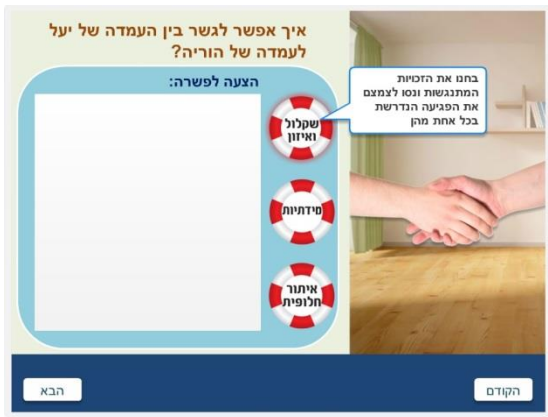 איך אפשר לגשר בין העמדה של יעל
לעמדה של הוריה?
הצעה לפשרה:
בחנו את הזכויות
המתנגשות ונסו לצמצם
את הפגיעה הנדרשת
בכל אחת מהן
שקלול
ואיזון
מידתיות
איתור
חלופית
הקודם
הבא